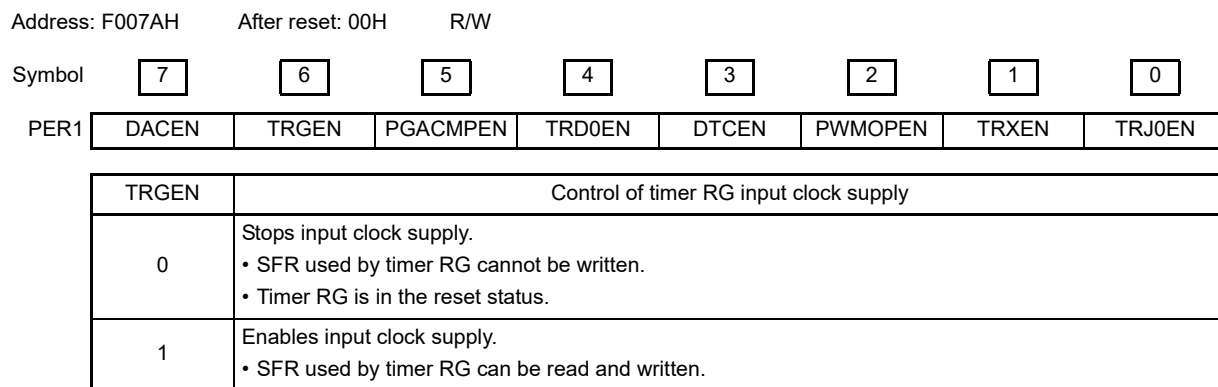 Address: F007AH After reset: 00H R/W
Symbol 7 6 5 4 3 2 1 0
PER1 DACEN TRGEN PGACMPEN TRD0EN DTCEN PWMOPEN TRXEN TRJ0EN
TRGEN Control of timer RG input clock supply
0 Stops input clock supply.
• SFR used by timer RG cannot be written.
• Timer RG is in the reset status.
1 Enables input clock supply.
• SFR used by timer RG can be read and written.